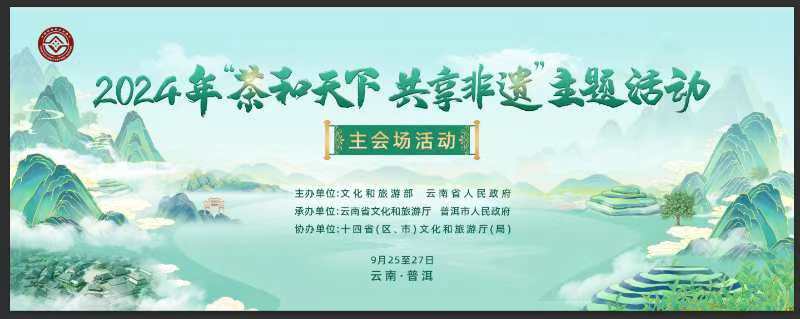 2024年“茶和天下 共享非遗”主题活动
主会场活动
主办单位:文化和旅游部 云南省人民政府
承办单位:云南省文化和旅游厅 普洱市人民政府
协办单位:十四省(区、市)文化和旅游厅(局)
9月25至27日
云南·普洱